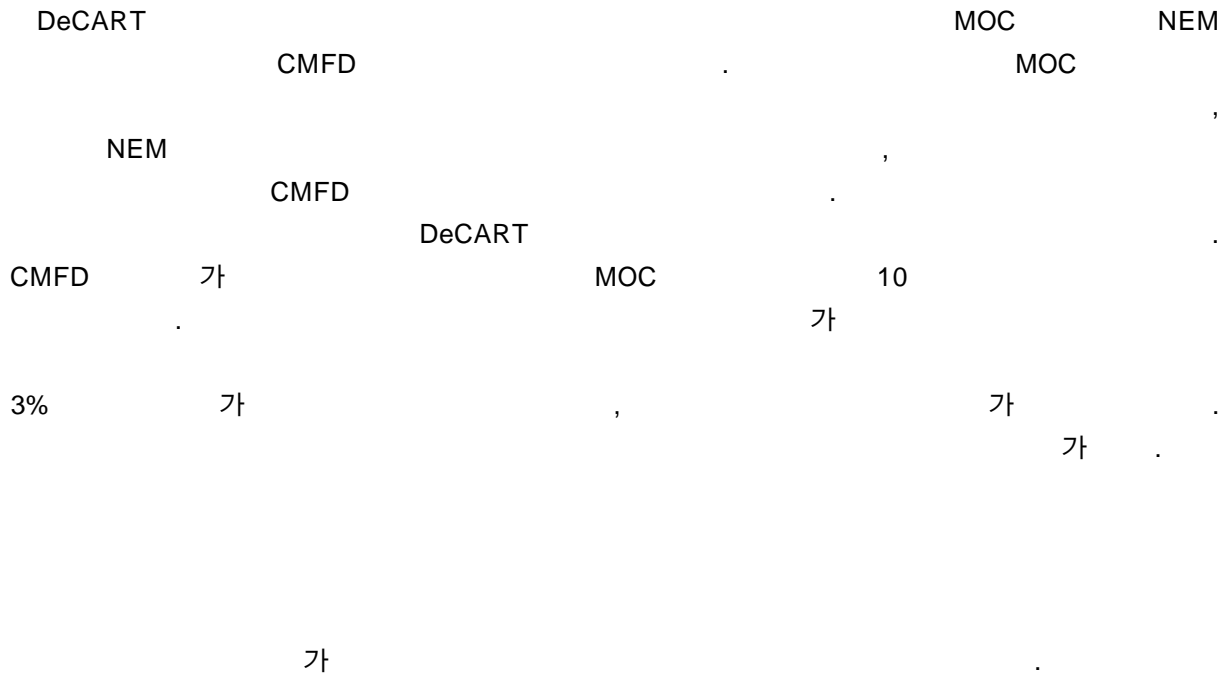 DeCART MOC NEM
CMFD . MOC
,
NEM ,
CMFD .
DeCART .
CMFD 가 MOC 10
. 가
3% 가 , 가 .
가 .
가 .